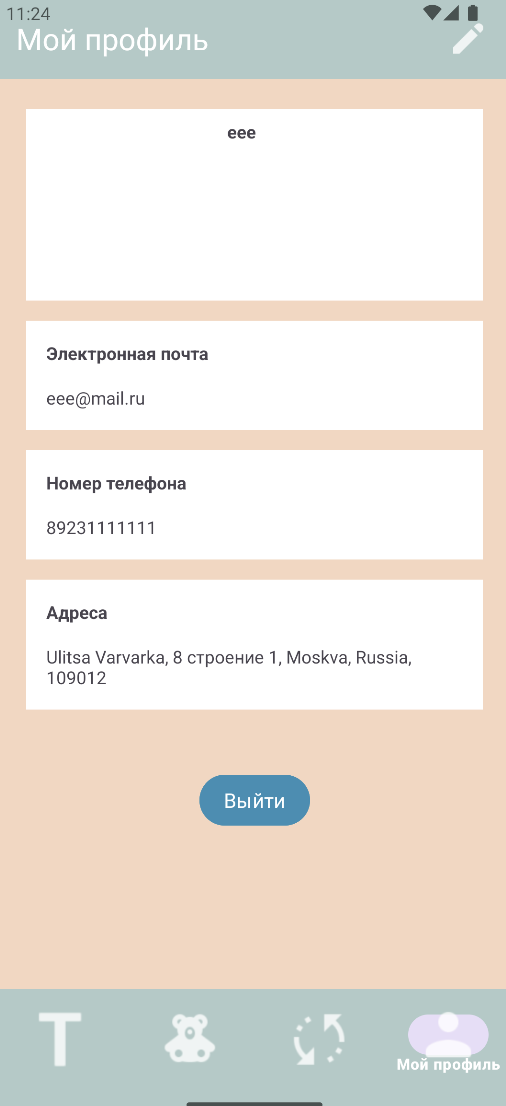 11:24
Мой профиль
eee
Электронная почта
eee@mail.ru
Номер телефона
89231111111
Адреса
Ulitsa Varvarka, 8 строение 1, Moskva, Russia,
109012
Выйти
T
Мой профиль